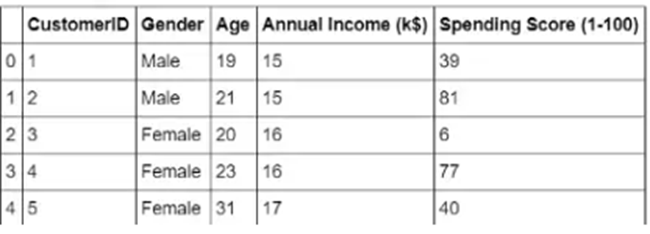 CustomerID Gender Age Annual Income (k$) Spending Score (1-100)
0 1 Male 19 15 39
1 2 Male 21 15 81
2 3 Female 20 16 6
3 4 Female 23 16 77
4 5 Female 31 17 40